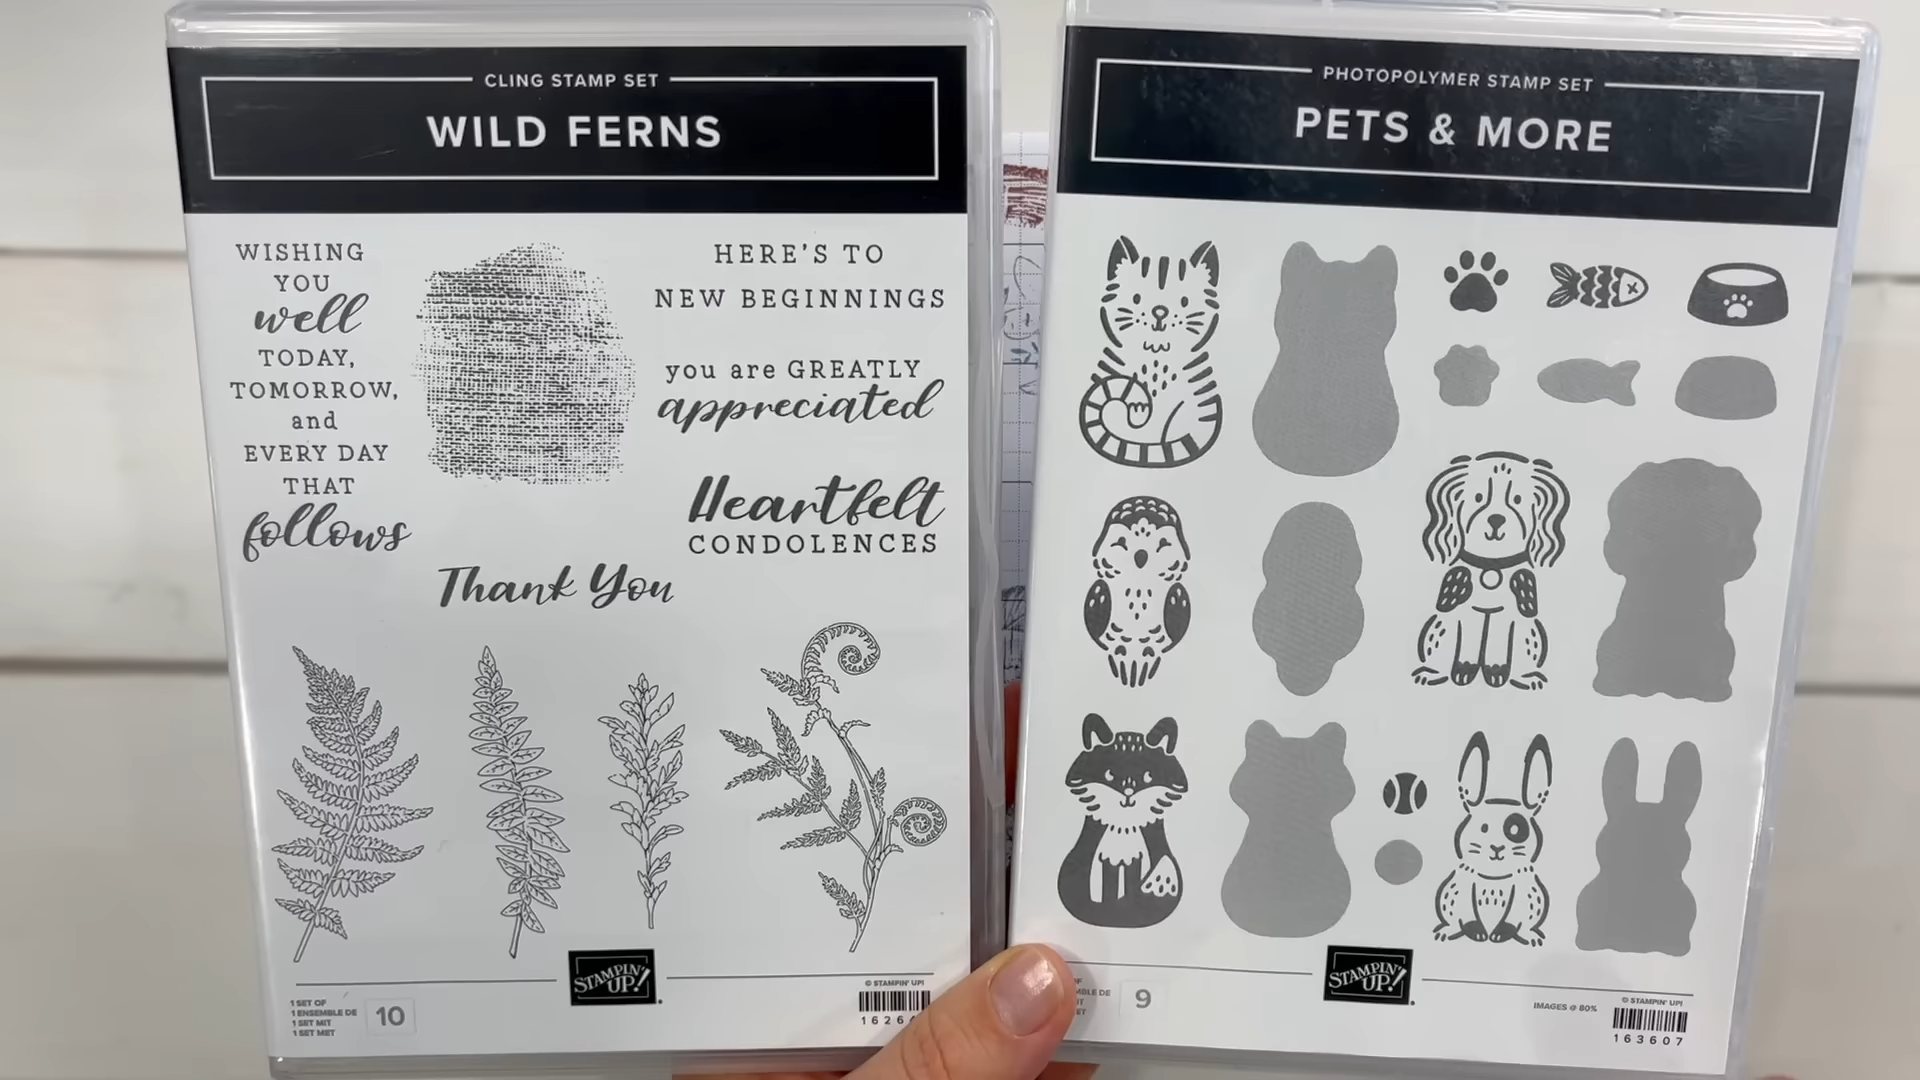 CLING STAMP SET
WILD FERNS
WISHING
YOU
well
TODAY,
TOMORROW,
and
EVERY DAY
THAT
follows
HERE'S TO
NEW BEGINNINGS
you are GREATLY
appreciated
Heartfelt
CONDOLENCES
Thank You
STAMPIN' UP!
1 SET OF
1 ENSEMBLE DE
1 SET MIT
1 SET MET
10
© STAMPIN' UP!
PHOTOPOLYMER STAMP SET
PETS & MORE
STAMPIN' UP!
9
IMAGES @ 80%
© STAMPIN' UP!
163607